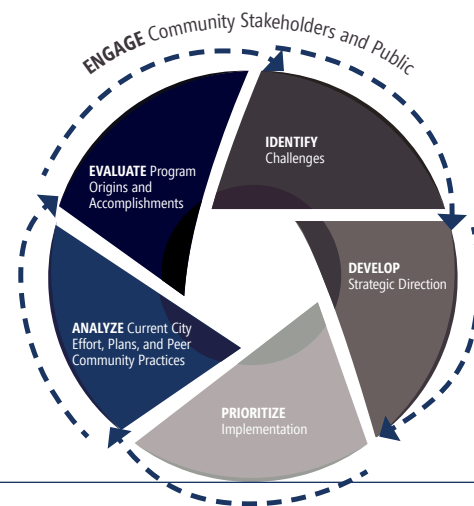 ENGAGE Community Stakeholders and Public
IDENTIFY
Challenges
EVALUATE Program
Origins and
Accomplishments
DEVELOP
Strategic Direction
ANALYZE Current City
Effort, Plans, and Peer
Community Practices
PRIORITIZE
Implementation